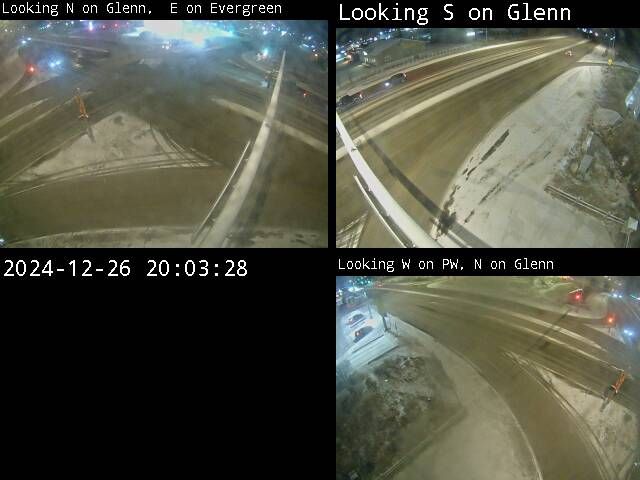 Looking N on Glenn, E on Evergreen
Looking S on Glenn
2024-12-26 20:03:28
Looking W on PW, N on Glenn